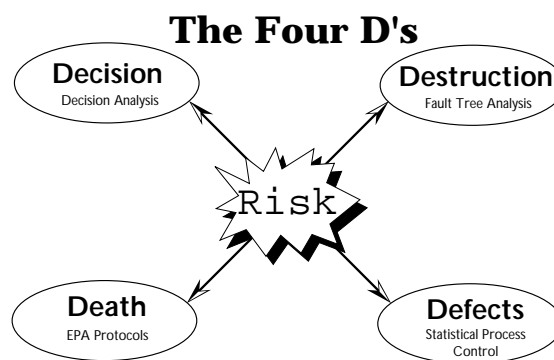 The Four D's
Decision
Decision Analysis
Destruction
Fault Tree Analysis
Risk
Death
EPA Protocols
Defects
Statistical Process
Control